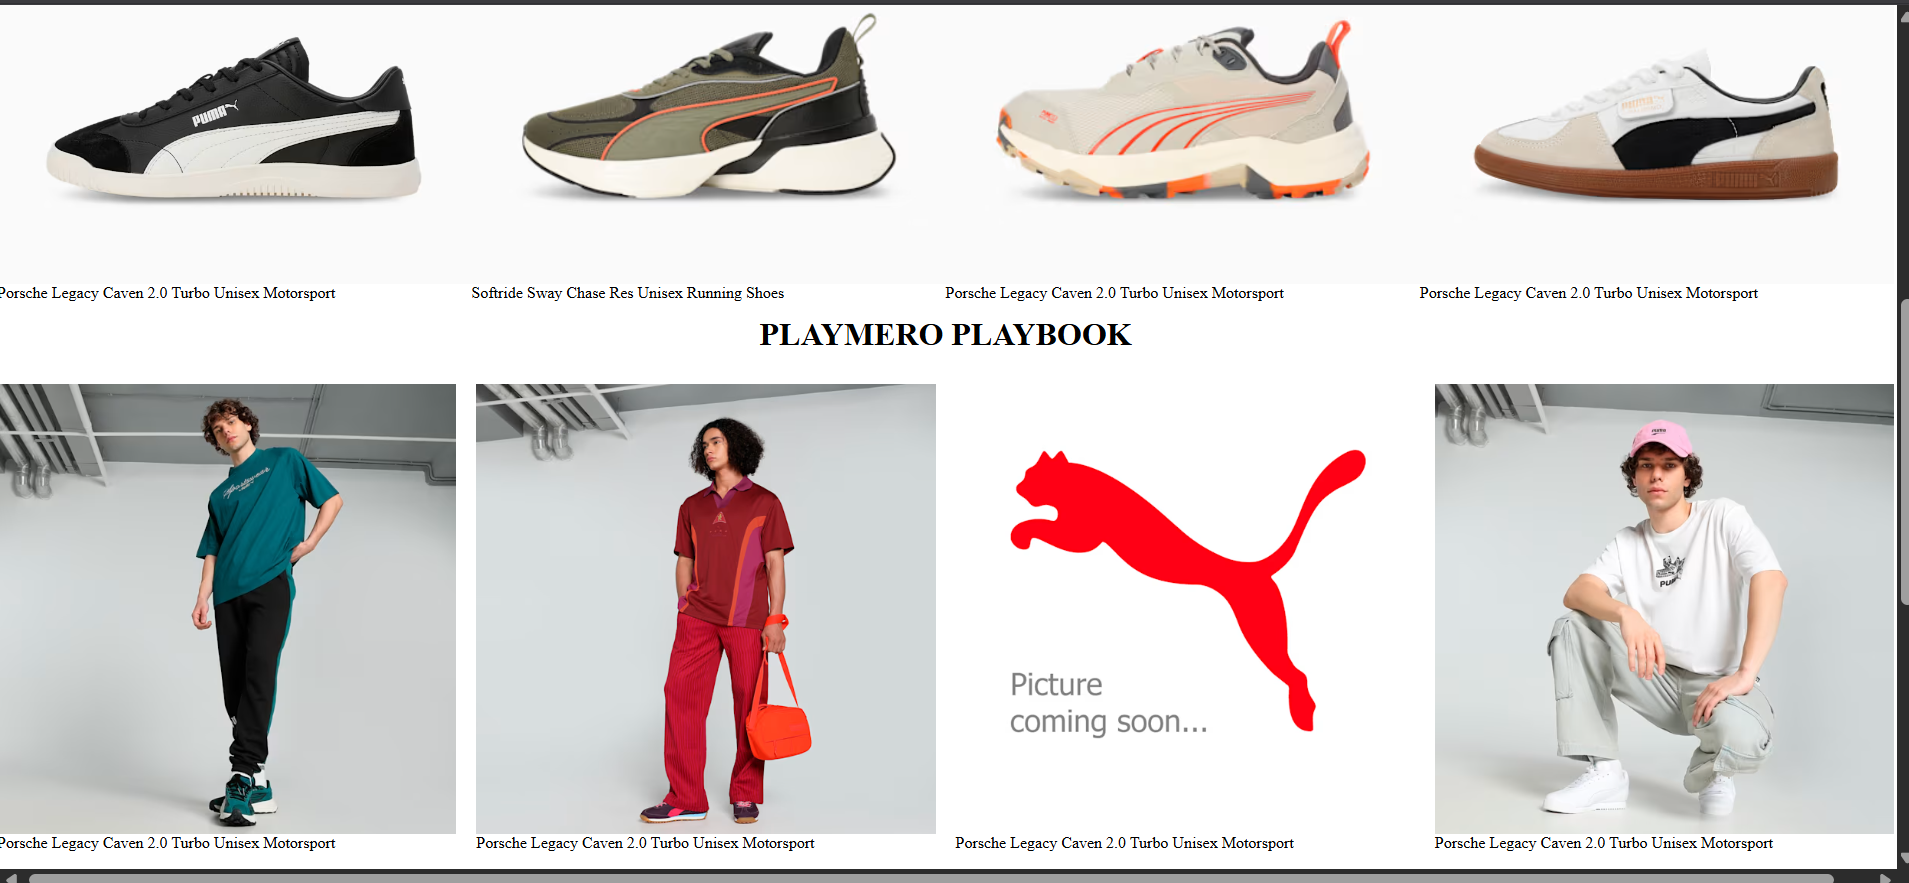 PUMA
PUMA
Porsche Legacy Caven 2.0 Turbo Unisex Motorsport
Softride Sway Chase Res Unisex Running Shoes
Porsche Legacy Caven 2.0 Turbo Unisex Motorsport
Porsche Legacy Caven 2.0 Turbo Unisex Motorsport
PLAYMERO PLAYBOOK
Picture
coming soon...
Porsche Legacy Caven 2.0 Turbo Unisex Motorsport
Porsche Legacy Caven 2.0 Turbo Unisex Motorsport
Porsche Legacy Caven 2.0 Turbo Unisex Motorsport
Porsche Legacy Caven 2.0 Turbo Unisex Motorsport